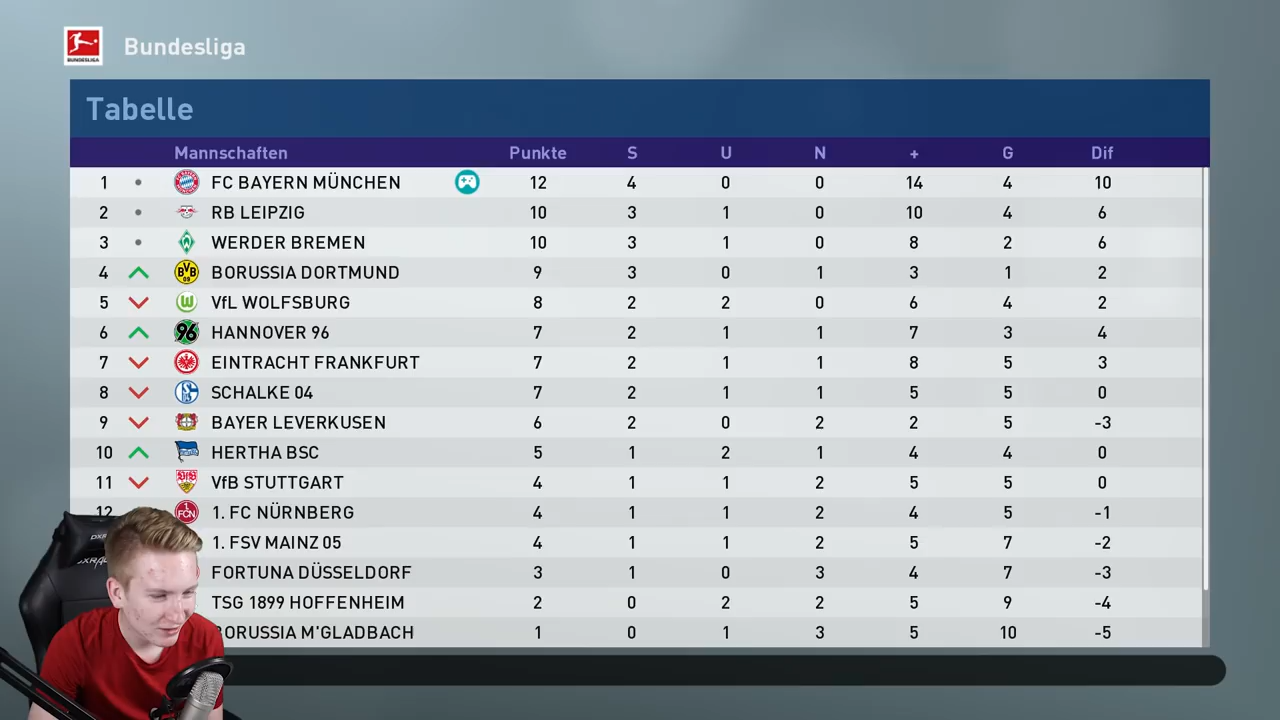 BUNDESLIGA
Bundesliga
Tabelle
Mannschaften Punkte S U N + G Dif
1 FC BAYERN MÜNCHEN 12 4 0 0 14 4 10
2 RB LEIPZIG 10 3 1 0 10 4 6
3 WERDER BREMEN 10 3 1 0 8 2 6
4 BVB 09 BORUSSIA DORTMUND 9 3 0 1 3 1 2
5 W VfL WOLFSBURG 8 2 2 0 6 4 2
6 96 HANNOVER 96 7 2 1 1 7 3 4
7 EINTRACHT FRANKFURT 7 2 1 1 8 5 3
8 SCHALKE 04 7 2 1 1 5 5 0
9 BAYER LEVERKUSEN 6 2 0 2 2 5 -3
10 HERTHA BSC 5 1 2 1 4 4 0
11 VfB STUTTGART 4 1 1 2 5 5 0
12 FCN 1. FC NÜRNBERG 4 1 1 2 4 5 -1
1. FSV MAINZ 05 4 1 1 2 5 7 -2
FORTUNA DÜSSELDORF 3 1 0 3 4 7 -3
TSG 1899 HOFFENHEIM 2 0 2 2 5 9 -4
BORUSSIA M'GLADBACH 1 0 1 3 5 10 -5